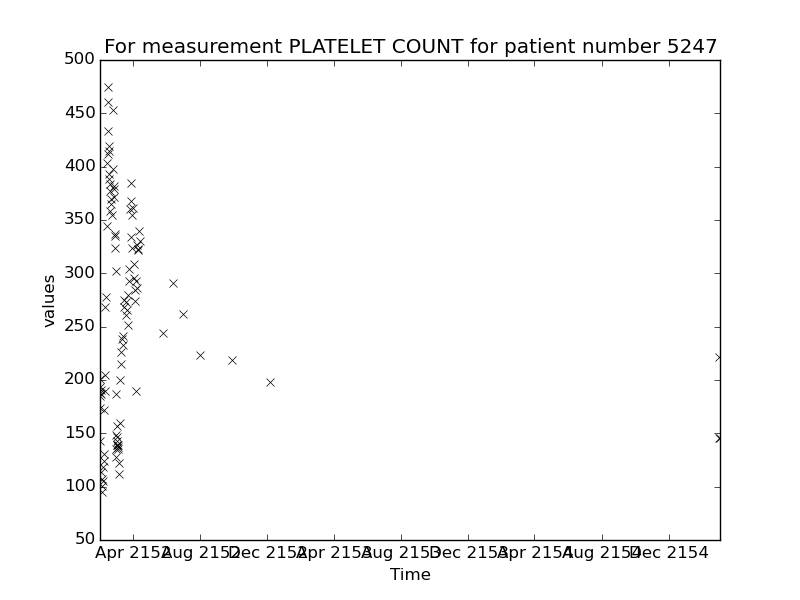 For measurement PLATELET COUNT for patient number 5247
500
450
400
350
300
250
200
150
100
50
values
Apr 2152 Aug 2152 Dec 2152 Apr 2153 Aug 2153 Dec 2153 Apr 2154 Aug 2154 Dec 2154
Time